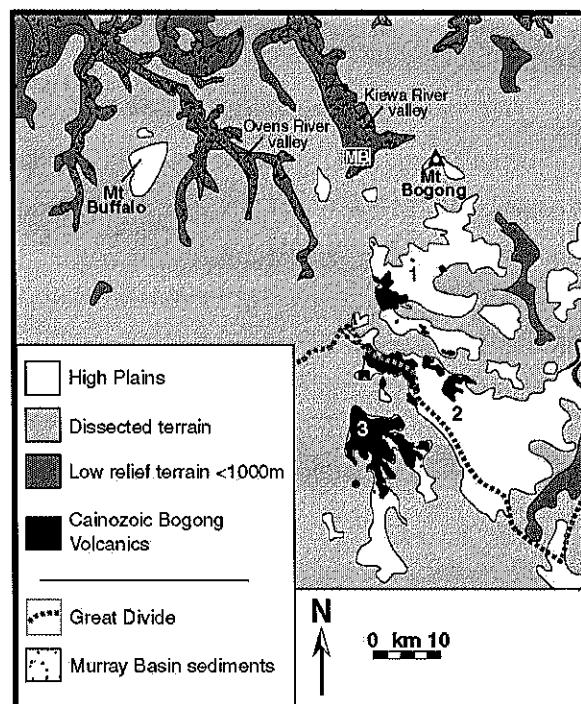 Kiewa River
valley
Ovens River
valley
MB
Mt
Bogong
Mt
Buffalo
1
2
3
High Plains
Dissected terrain
Low relief terrain <1000m
Cainozoic Bogong
Volcanics
Great Divide
Murray Basin sediments
N
0 km 10